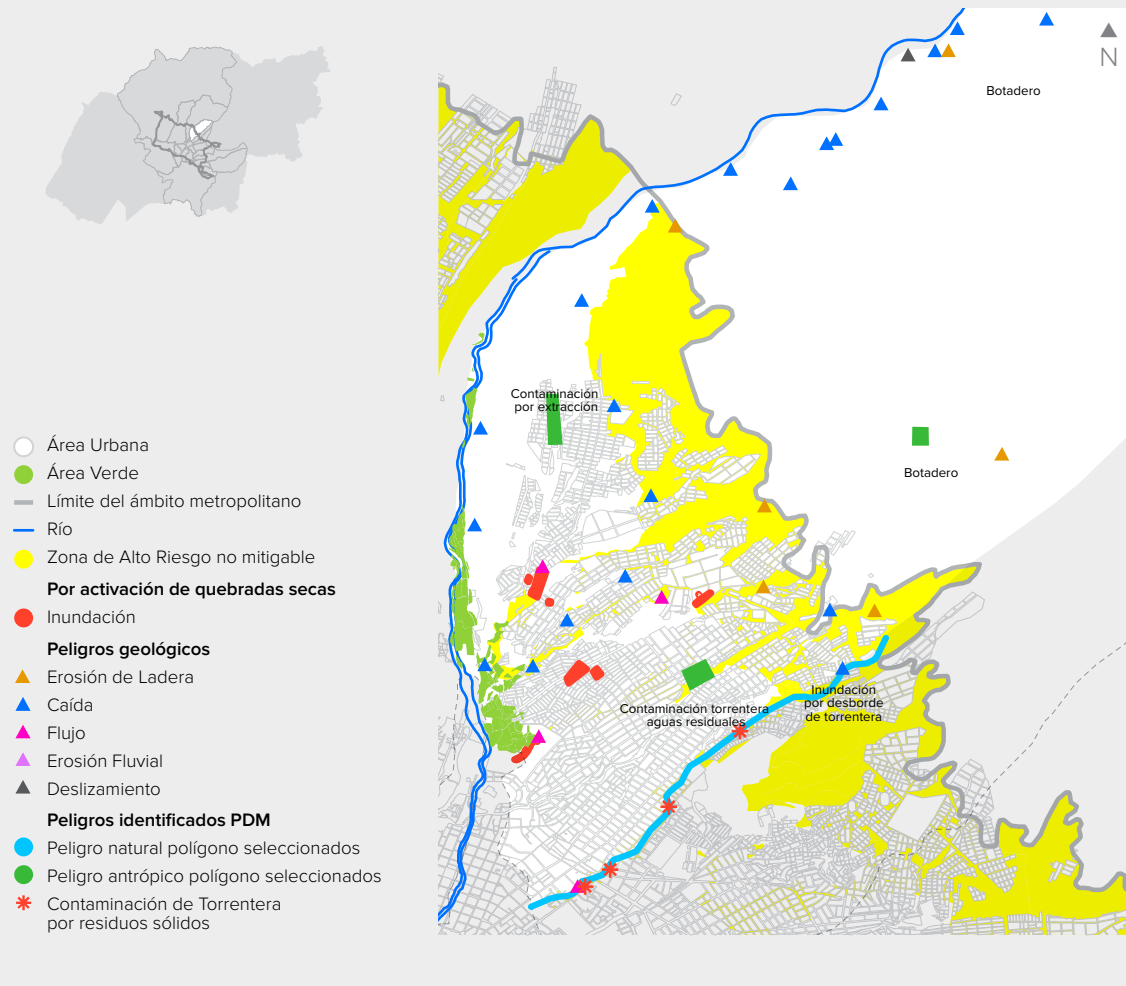 N
Botadero
Contaminación
por extracción
Botadero
Contaminación torrentera
aguas residuales
Inundación
por desborde
de torrentera
Área Urbana
Área Verde
Límite del ámbito metropolitano
Río
Zona de Alto Riesgo no mitigable
Por activación de quebradas secas
Inundación
Peligros geológicos
Erosión de Ladera
Caída
Flujo
Erosión Fluvial
Deslizamiento
Peligros identificados PDM
Peligro natural polígono seleccionados
Peligro antrópico polígono seleccionados
Contaminación de Torrentera
por residuos sólidos